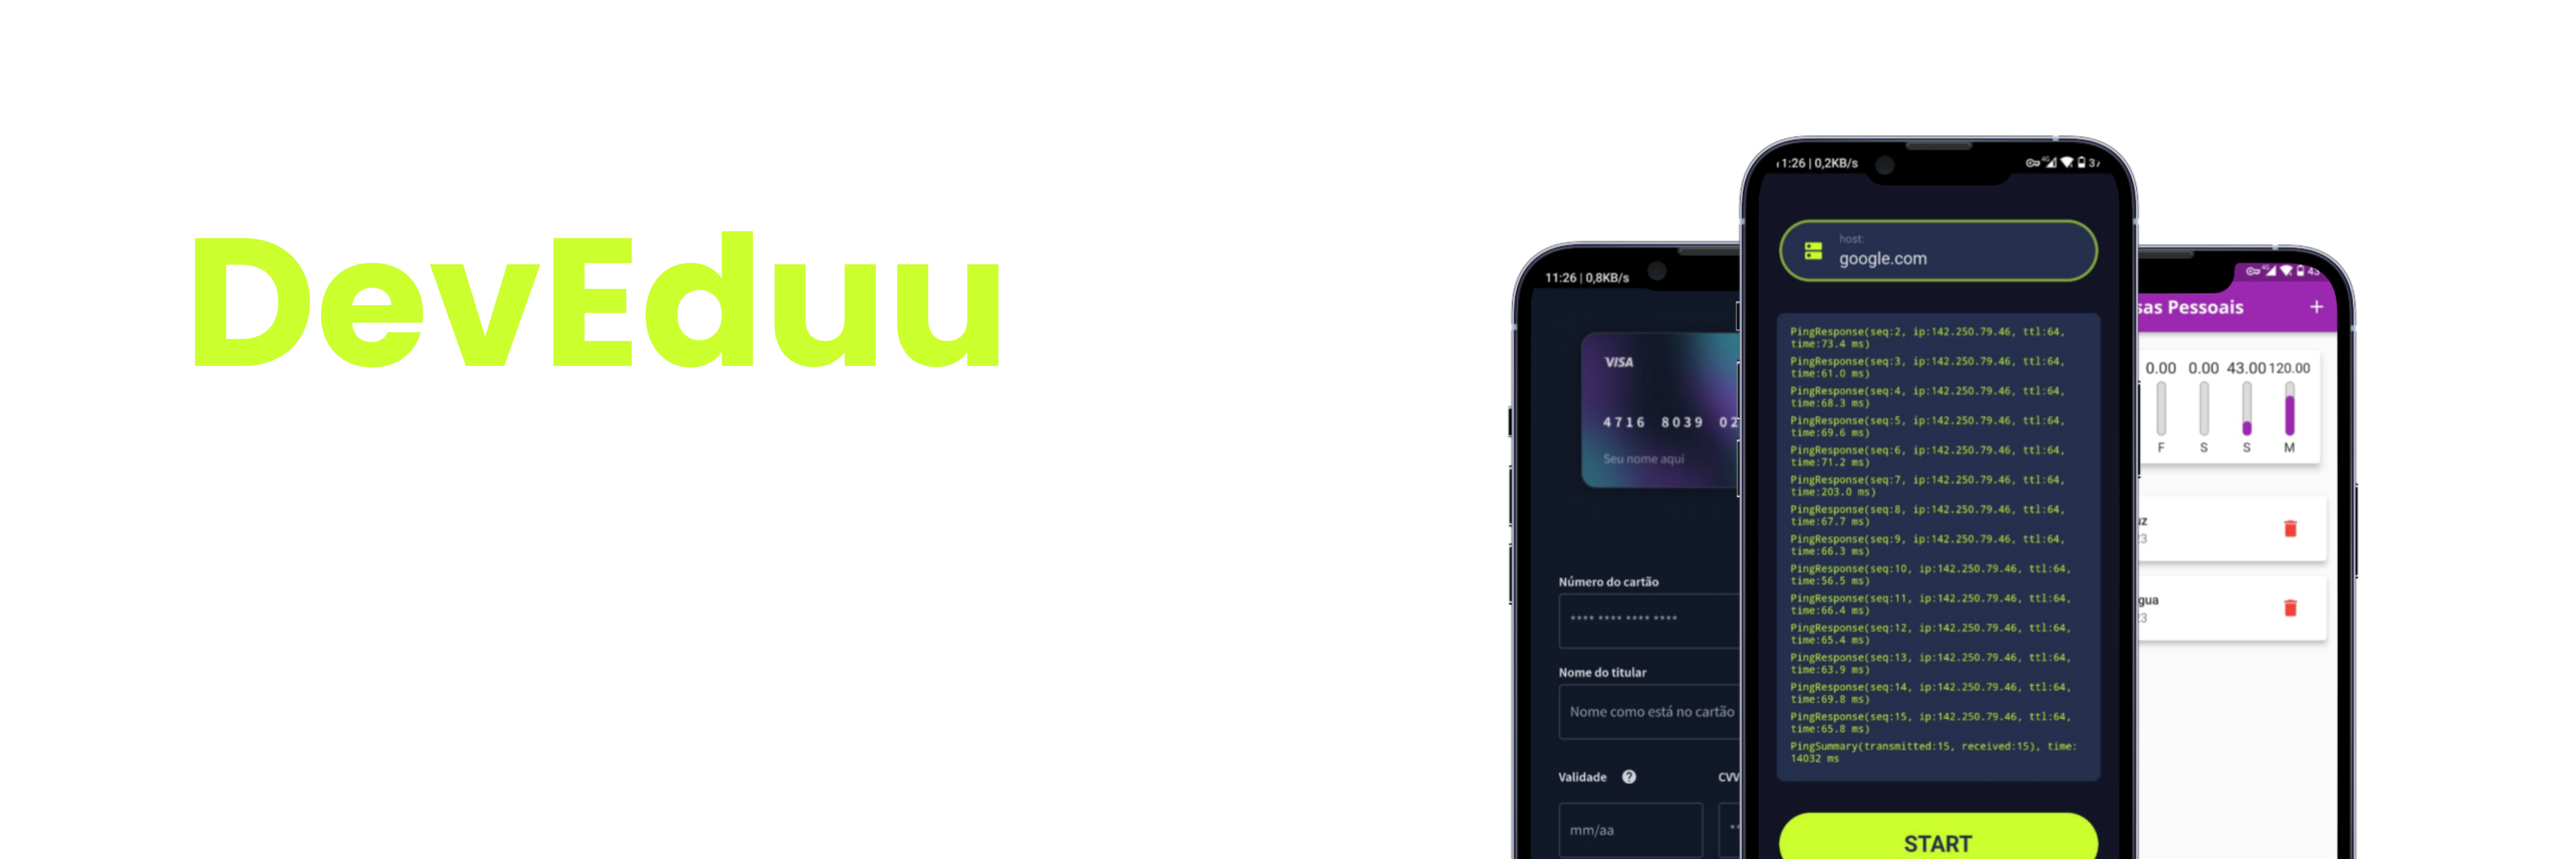 DevEduu
11:26 | 0,8KB/s
VISA
4716 8039 02
Seu nome aqui
Número do cartão
**** **** **** ****
Nome do titular
Nome como está no cartão
Validade ?
CVV
mm/aa
**
11:26 | 0,2KB/s
4G 37
host:
google.com
PingResponse(seq:2, ip:142.250.79.46, ttl:64,
time:73.4 ms)
PingResponse(seq:3, ip:142.250.79.46, ttl:64,
time:61.0 ms)
PingResponse(seq:4, ip:142.250.79.46, ttl:64,
time:68.3 ms)
PingResponse(seq:5, ip:142.250.79.46, ttl:64,
time:69.6 ms)
PingResponse(seq:6, ip:142.250.79.46, ttl:64,
time:71.2 ms)
PingResponse(seq:7, ip:142.250.79.46, ttl:64,
time:203.0 ms)
PingResponse(seq:8, ip:142.250.79.46, ttl:64,
time:67.7 ms)
PingResponse(seq:9, ip:142.250.79.46, ttl:64,
time:66.3 ms)
PingResponse(seq:10, ip:142.250.79.46, ttl:64,
time:56.5 ms)
PingResponse(seq:11, ip:142.250.79.46, ttl:64,
time:66.4 ms)
PingResponse(seq:12, ip:142.250.79.46, ttl:64,
time:65.4 ms)
PingResponse(seq:13, ip:142.250.79.46, ttl:64,
time:63.9 ms)
PingResponse(seq:14, ip:142.250.79.46, ttl:64,
time:69.8 ms)
PingResponse(seq:15, ip:142.250.79.46, ttl:64,
time:65.8 ms)
PingSummary(transmitted:15, received:15), time:
14032 ms
START
4G 43
sas Pessoais +
0.00 0.00 43.00 120.00
F S S M
uz
23
gua
23